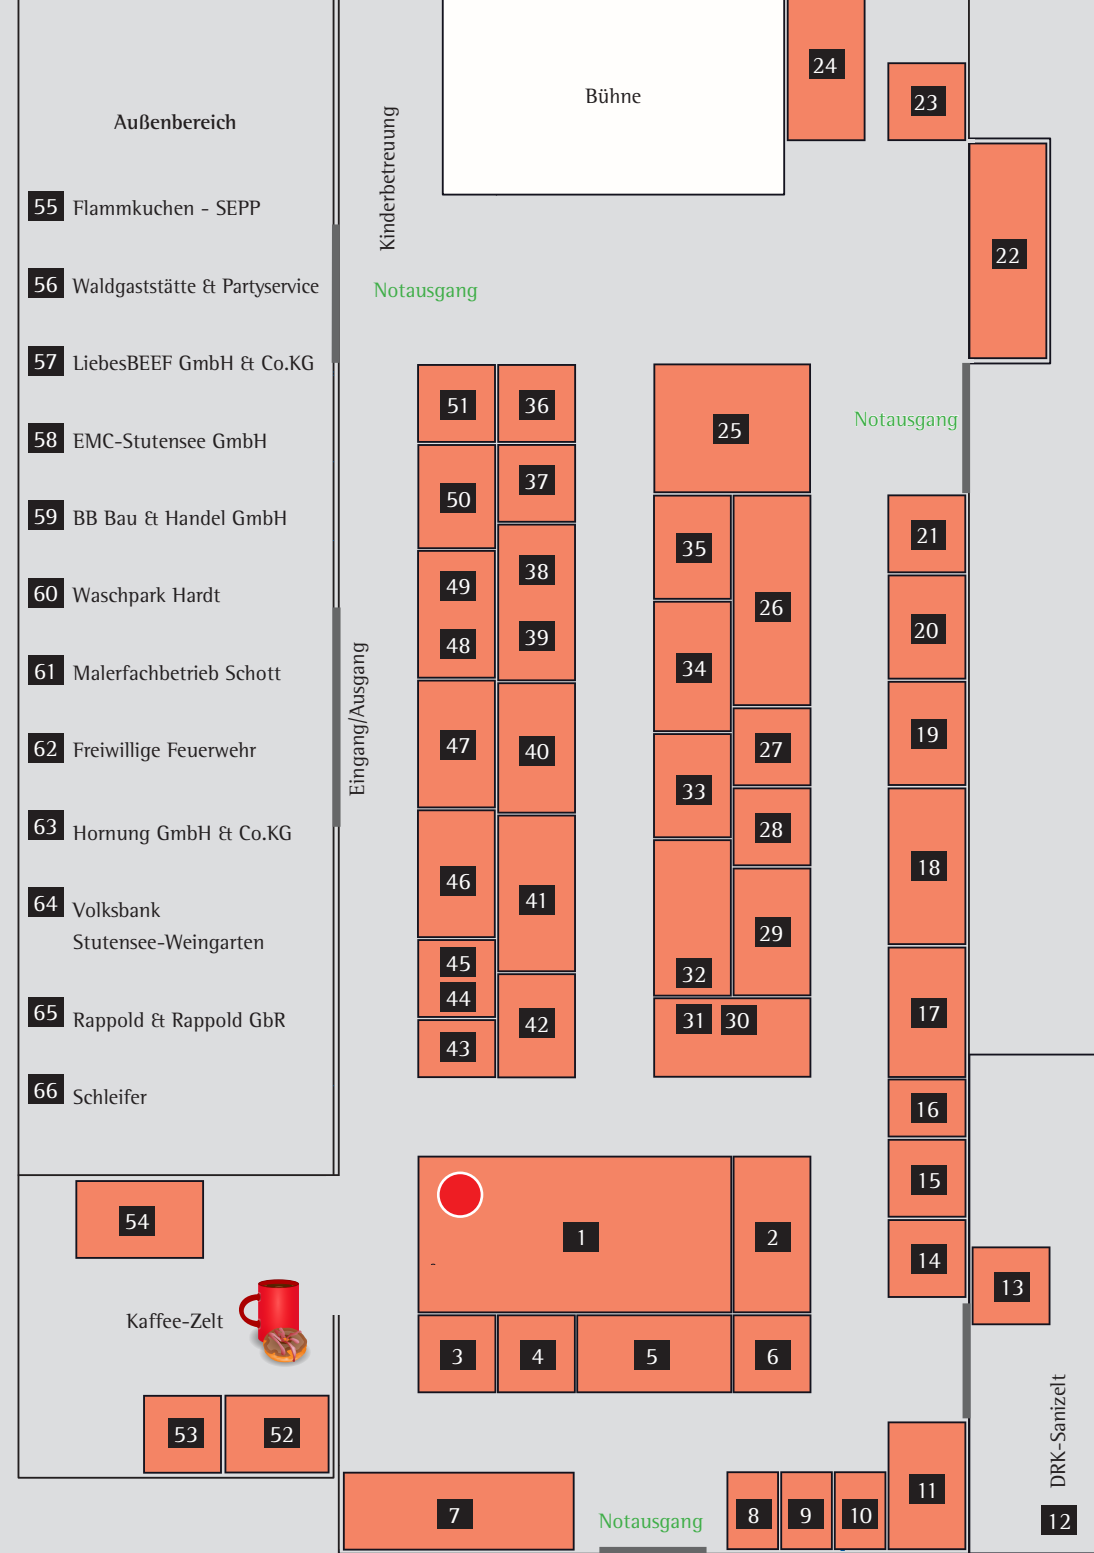 Außenbereich
55 Flammkuchen - SEPP
56 Waldgaststätte & Partyservice
57 LiebesBEEF GmbH & Co.KG
58 EMC-Stutensee GmbH
59 BB Bau & Handel GmbH
60 Waschpark Hardt
61 Malerfachbetrieb Schott
62 Freiwillige Feuerwehr
63 Hornung GmbH & Co.KG
64 Volksbank
Stutensee-Weingarten
65 Rappold & Rappold GbR
66 Schleifer
54
Kaffee-Zelt
53 52
Kinderbetreuung
Notausgang
Eingang/Ausgang
Bühne
24
23
22
Notausgang
51 36
50 37
49 38
48 39
47 40
46 41
45
44
43 42
25
35 26
34
33 27
28
32 29
31 30
21
20
19
18
17
16
15
14
13
1 2
3 4 5 6
7
Notausgang
8 9 10 11
DRK-Sanizelt
12